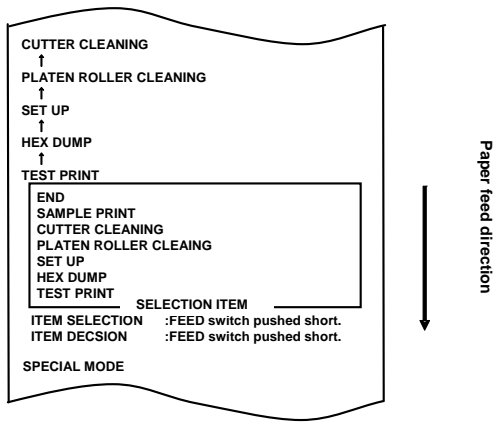 CUTTER CLEANING
↑
PLATEN ROLLER CLEANING
↑
SET UP
↑
HEX DUMP
↑
TEST PRINT
END
SAMPLE PRINT
CUTTER CLEANING
PLATEN ROLLER CLEAING
SET UP
HEX DUMP
TEST PRINT
SELECTION ITEM
ITEM SELECTION :FEED switch pushed short.
ITEM DECSION :FEED switch pushed short.
SPECIAL MODE
Paper feed direction